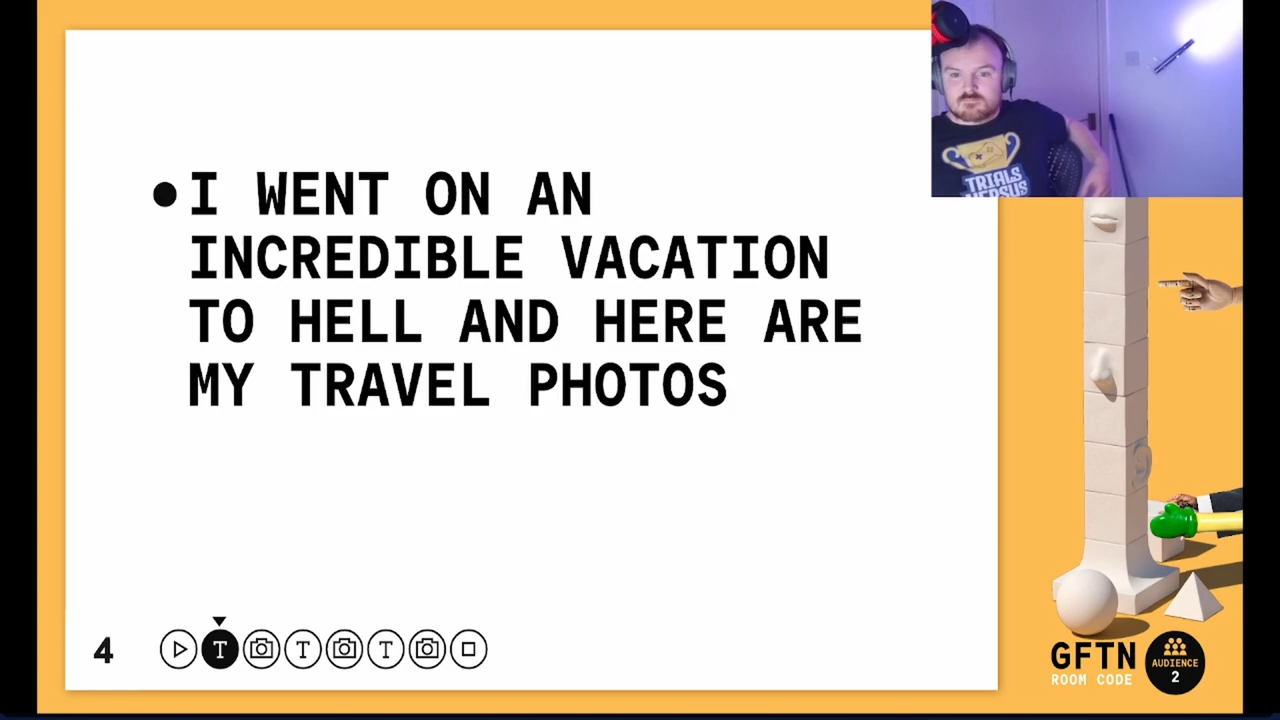 I WENT ON AN
INCREDIBLE VACATION
TO HELL AND HERE ARE
MY TRAVEL PHOTOS
TRIALS
VERSUS
4
T
T
T
GFTN
ROOM CODE
AUDIENCE
2